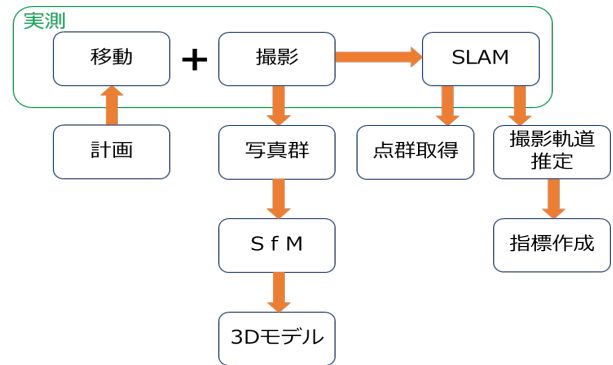 実測
移動
+
撮影
SLAM
計画
写真群
点群取得
撮影軌道
推定
SfM
指標作成
3Dモデル